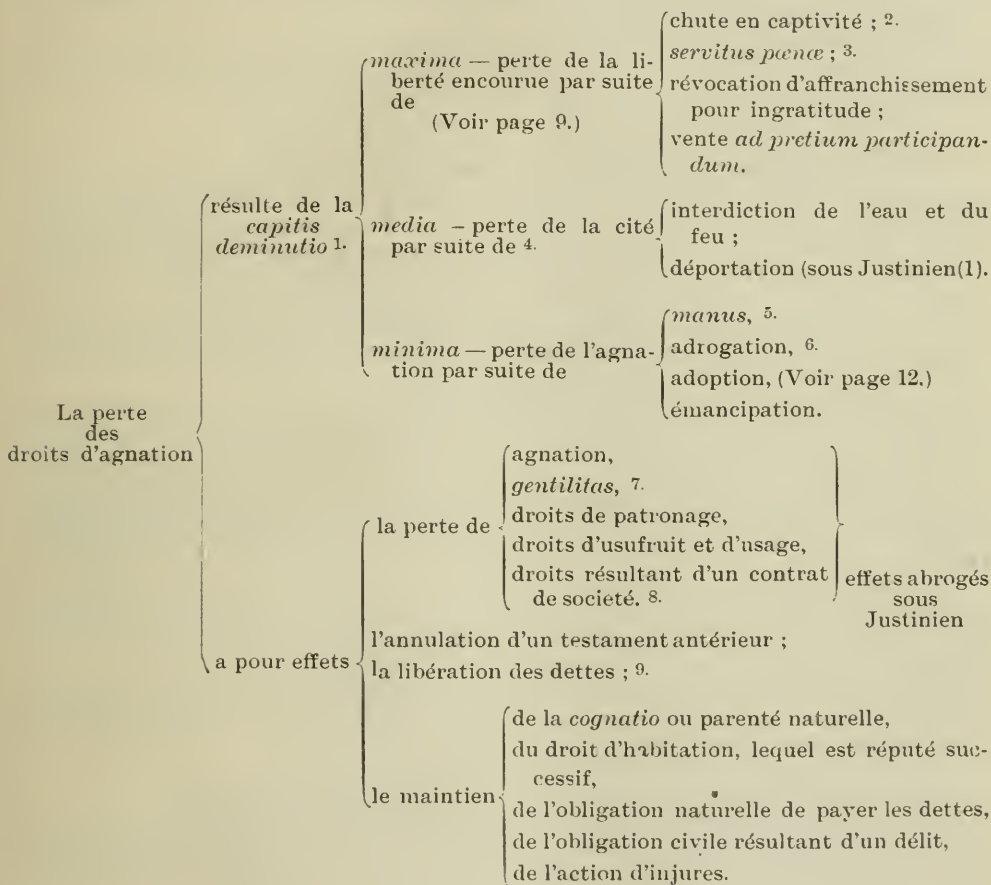 La perte
des
droits d'agnation
résulte de la
capitis
deminutio 1.
maxima — perte de la li-
berté encourue par suite
de
(Voir page 9.)
chute en captivité ; 2.
servitus pœnæ ; 3.
révocation d'affranchissement
pour ingratitude ;
vente ad pretium participan-
dum.
media – perte de la cité
par suite de 4.
interdiction de l'eau et du
feu ;
déportation (sous Justinien(1).
minima — perte de l'agna-
tion par suite de
manus, 5.
adrogation, 6.
adoption, (Voir page 12.)
émancipation.
a pour effets
la perte de
agnation,
gentilitas, 7.
droits de patronage,
droits d'usufruit et d'usage,
droits résultant d'un contrat
de societé. 8.
effets abrogés
sous
Justinien
l'annulation d'un testament antérieur ;
la libération des dettes ; 9.
le maintien
de la cognatio ou parenté naturelle,
du droit d'habitation, lequel est réputé suc-
cessif,
de l'obligation naturelle de payer les dettes,
de l'obligation civile résultant d'un délit,
de l'action d'injures.